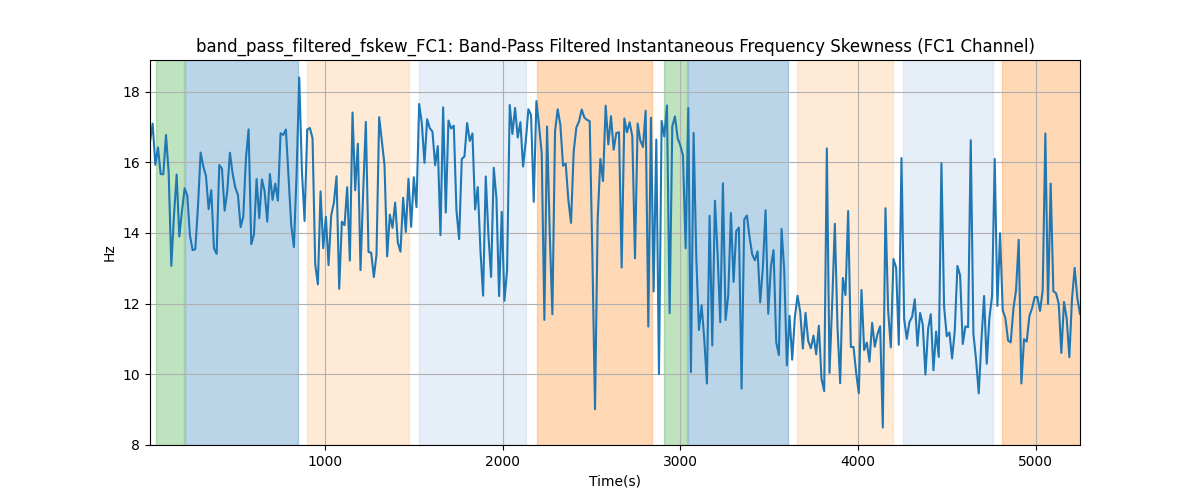 band_pass_filtered_fskew_FC1: Band-Pass Filtered Instantaneous Frequency Skewness (FC1 Channel)
18
16
14
12
10
8
Hz
1000 2000 3000 4000 5000
Time(s)